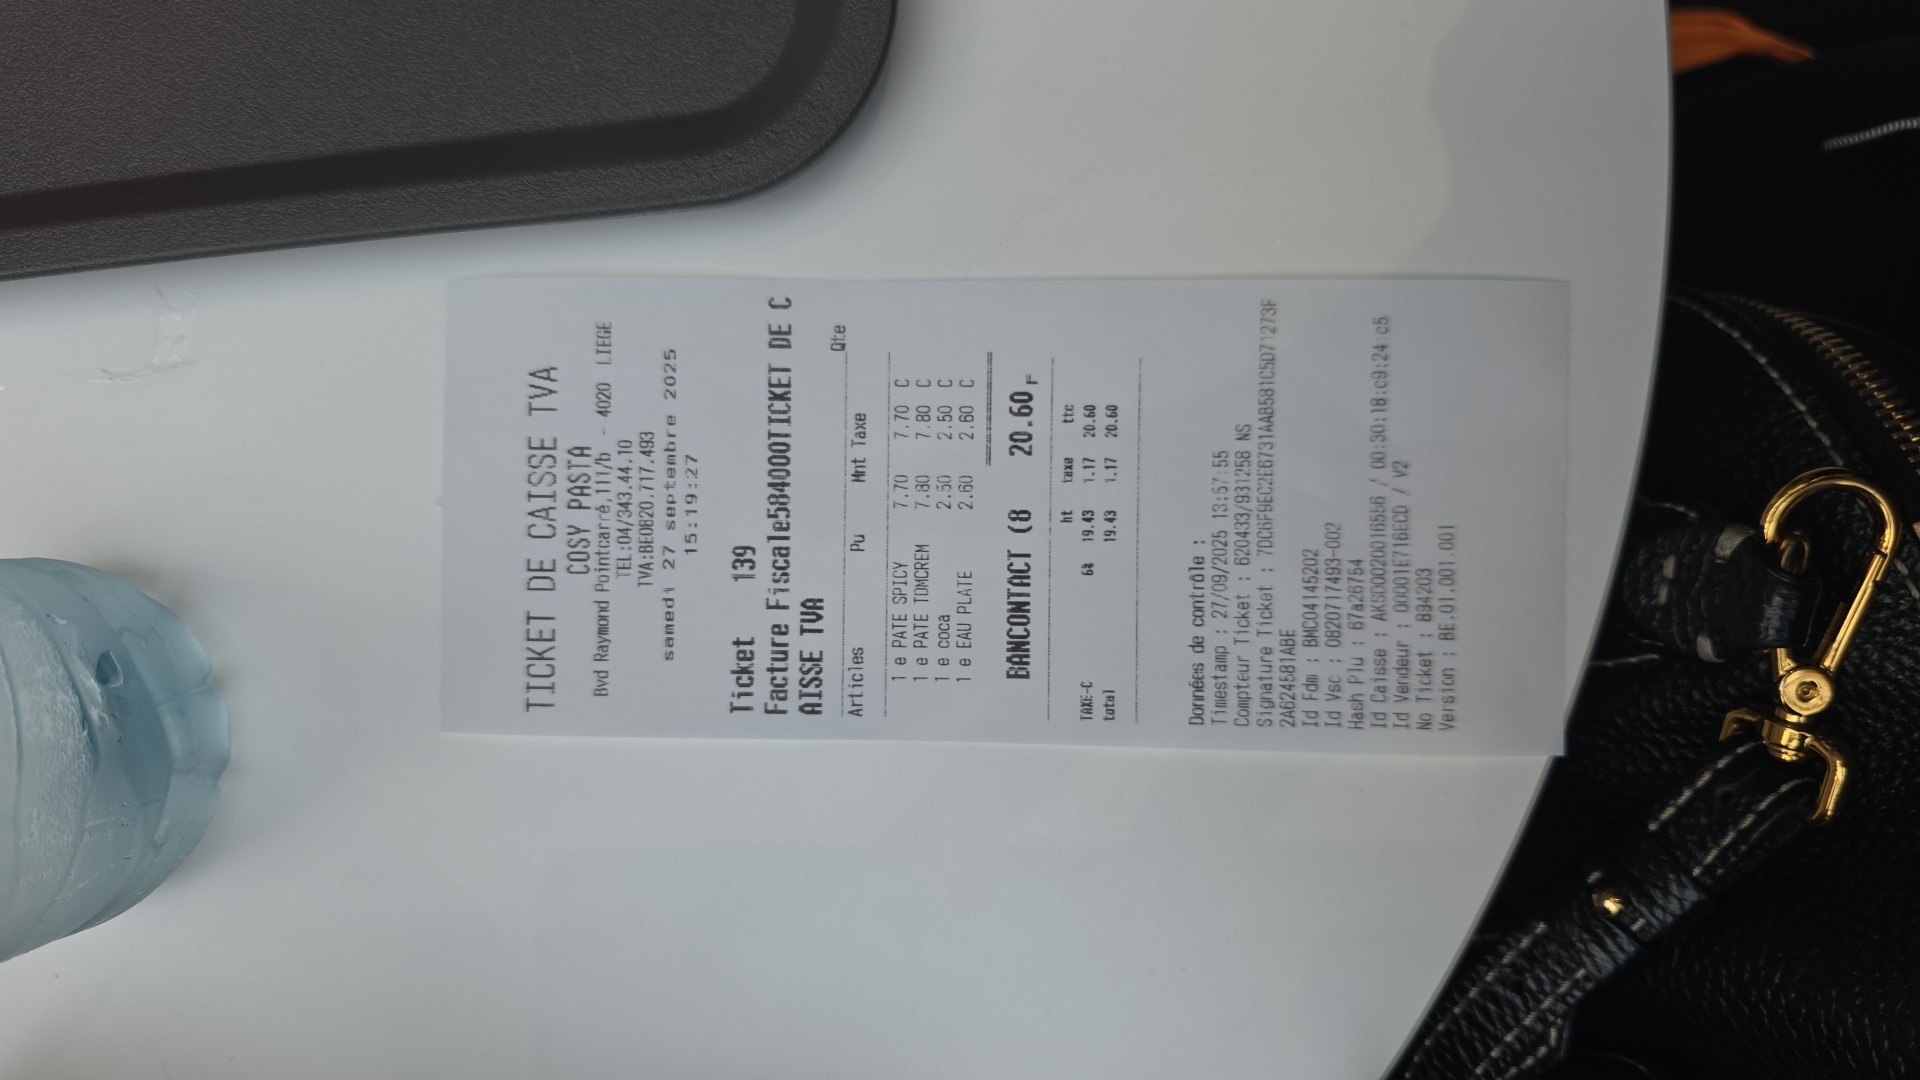 TICKET DE CAISSE TVA
COSY PASTA
Bvd Raymond Pointcarré,111/b - 4020 LIEGE
TEL:04/343.44.10
TVA:BE0820.717.493
samedi 27 septembre 2025
15:19:27
Ticket 139
Facture Fiscale584000TICKET DE C
AISSE TVA
Articles Pu Mnt Taxe Qte
1 e PATE SPICY 7.70 7.70 C
1 e PATE TOMCREM 7.80 7.80 C
1 e coca 2.50 2.50 C
1 e EAU PLATE 2.60 2.60 C
BANCONTACT (8 20.60 F
ht taxe ttc
TAXE-C 6% 19.43 1.17 20.60
total 19.43 1.17 20.60
Données de contrôle :
Timestamp : 27/09/2025 13:57:55
Compteur Ticket : 620433/931258 NS
Signature Ticket : 7DC6F9EC2E6731AAB581C5D71273F
2A624581ABE
Id Fdm : BMC04145202
Id Vsc : 0820717493-002
Hash Plu : 67a26754
Id Caisse : AKSD0020016556 / 00:30:18:c9:24:c5
Id Vendeur : 00001E716ECD / V2
No Ticket : 894203
Version : BE.01.001.001